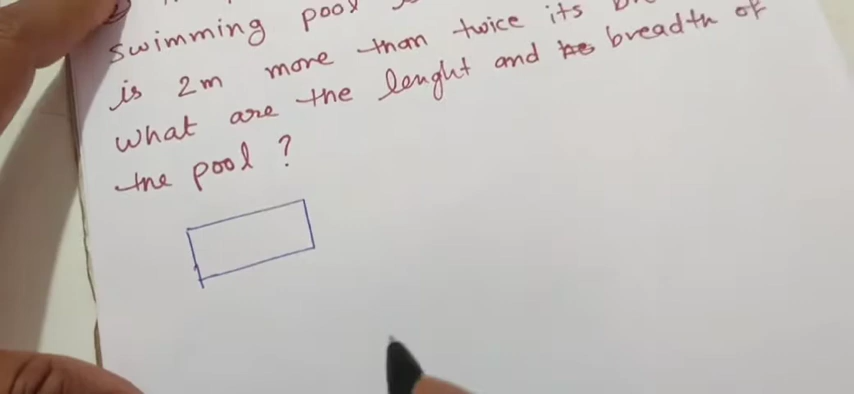 swimming pool
is 2m more than twice its
what are the lenght and breadth of
the pool ?